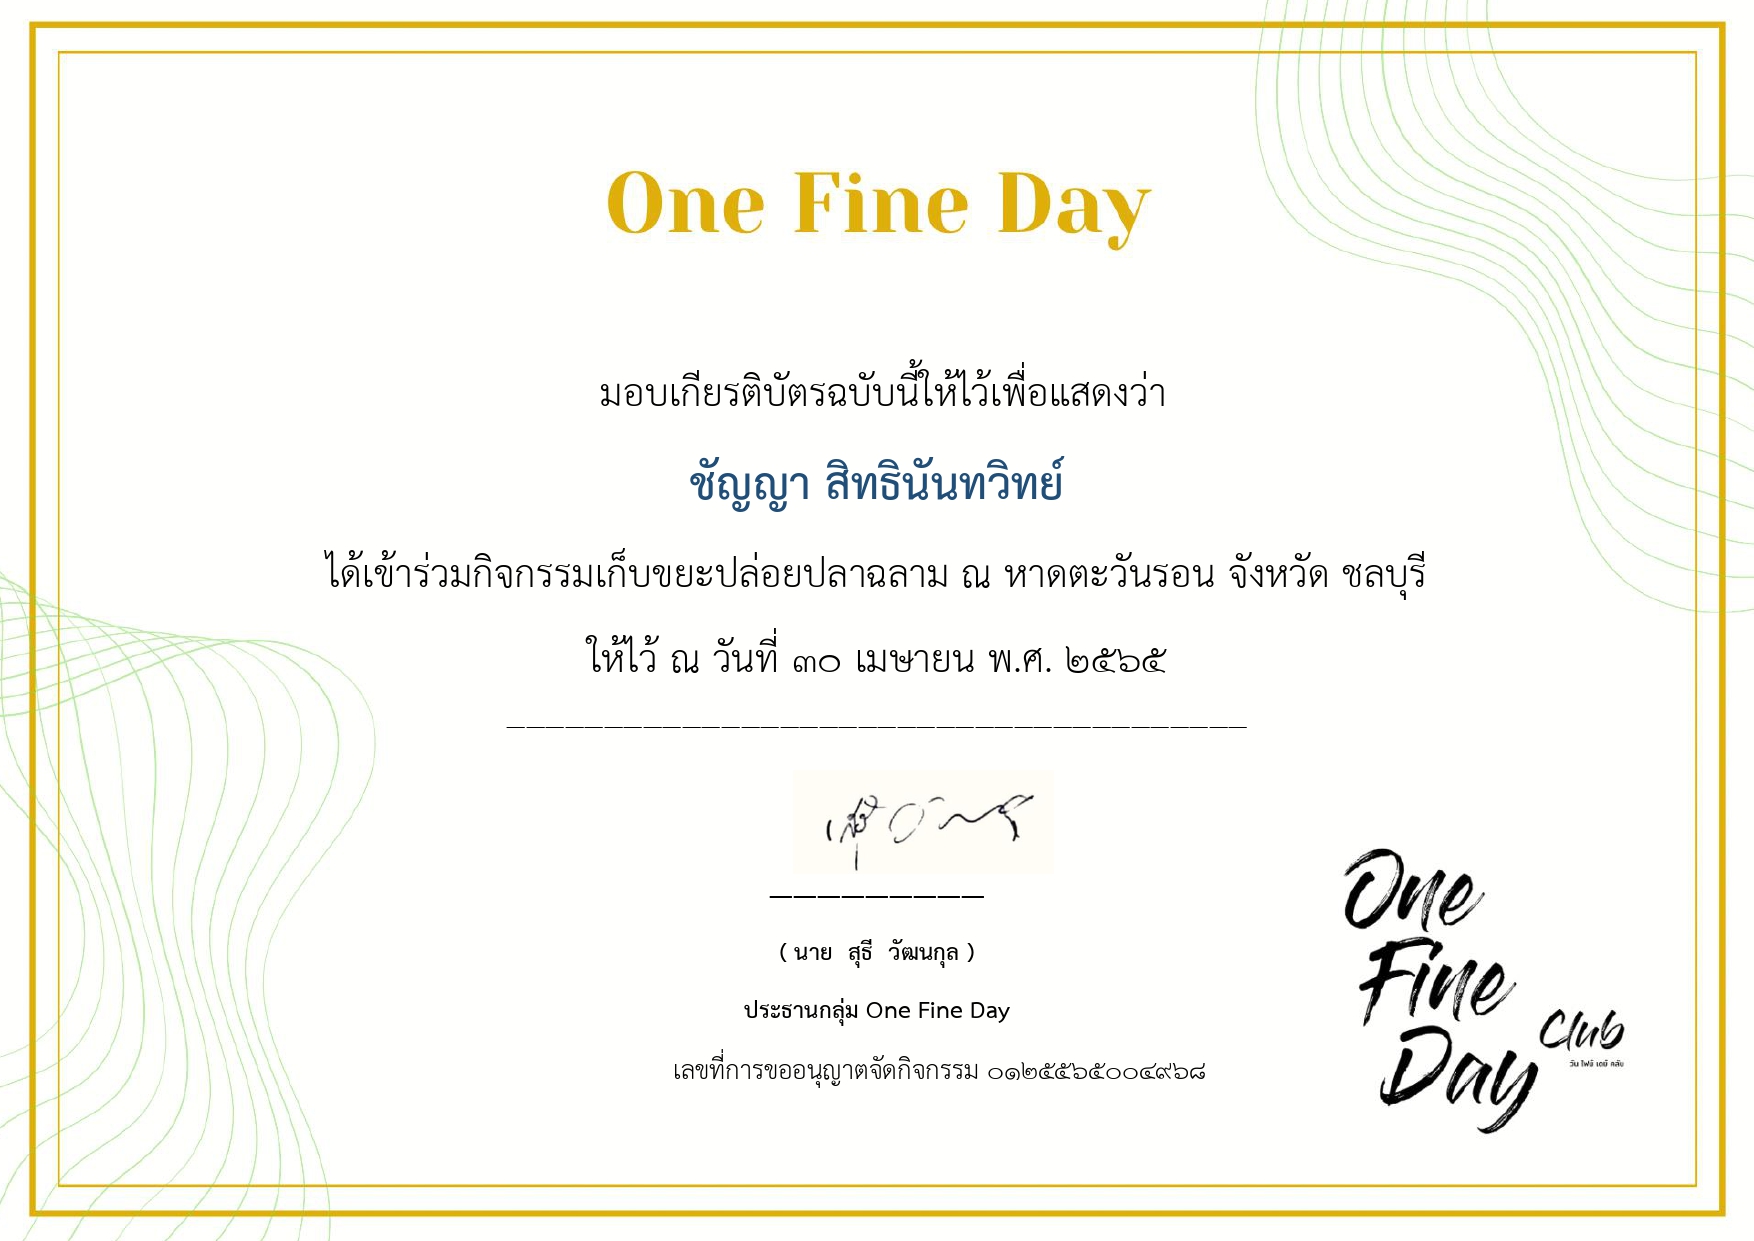 One Fine Day
มอบเกียรติบัตรฉบับนี้ให้ไว้เพื่อแสดงว่า
ชัญญา สิทธินันทวิทย์
ได้เข้าร่วมกิจกรรมเก็บขยะปล่อยปลาฉลาม ณ หาดตะวันรอน จังหวัด ชลบุรี
ให้ไว้ ณ วันที่ ๓๐ เมษายน พ.ศ. ๒๕๖๕
( นาย สุธี วัฒนกุล )
ประธานกลุ่ม One Fine Day
เลขที่การขออนุญาตจัดกิจกรรม ๐๑๒๕๕๖๕๐๐๔๙๖๘
One
Fine
Day
Club
วัน ไฟน์ เดย์ คลับ